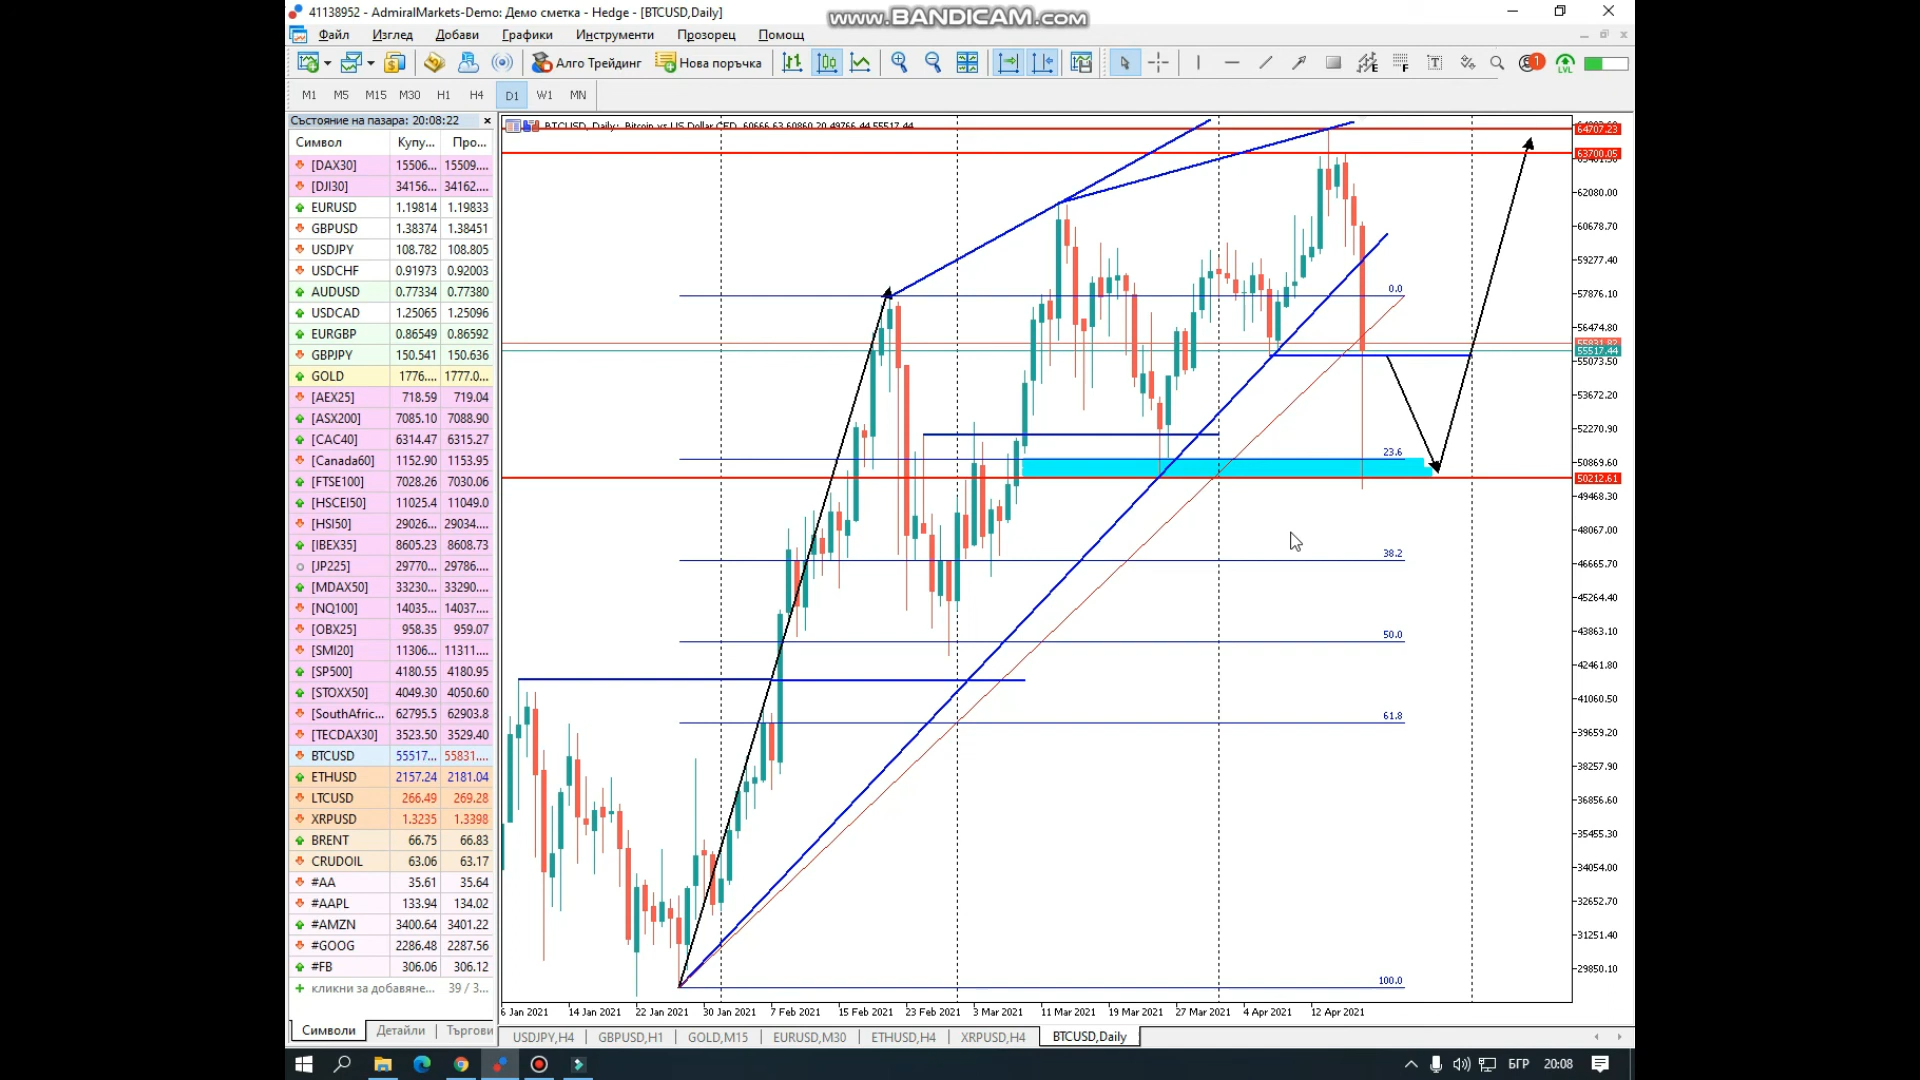 41138952 - AdmiralMarkets-Demo: Демо сметка - Hedge - [BTCUSD,Daily]
www.BANDICAM.com
Файл Изглед Добави Графики Инструменти Прозорец Помощ
Алго Трейдинг Нова поръчка
M1 M5 M15 M30 H1 H4 D1 W1 MN
Състояние на пазара: 20:08:22
Символ Купу... Про...
[DAX30] 15506... 15509....
[DJI30] 34156... 34162....
EURUSD 1.19814 1.19833
GBPUSD 1.38374 1.38451
USDJPY 108.782 108.805
USDCHF 0.91973 0.92003
AUDUSD 0.77334 0.77380
USDCAD 1.25065 1.25096
EURGBP 0.86549 0.86592
GBPJPY 150.541 150.636
GOLD 1776.... 1777.0...
[AEX25] 718.59 719.04
[ASX200] 7085.10 7088.90
[CAC40] 6314.47 6315.27
[Canada60] 1152.90 1153.95
[FTSE100] 7028.26 7030.06
[HSCEI50] 11025.4 11049.0
[HSI50] 29026... 29034....
[IBEX35] 8605.23 8608.73
[JP225] 29770... 29786....
[MDAX50] 33230... 33290....
[NQ100] 14035... 14037....
[OBX25] 958.35 959.07
[SMI20] 11306... 11311....
[SP500] 4180.55 4180.95
[STOXX50] 4049.30 4050.60
[SouthAfric... 62795.5 62903.8
[TECDAX30] 3523.50 3529.40
BTCUSD 55517... 55831....
ETHUSD 2157.24 2181.04
LTCUSD 266.49 269.28
XRPUSD 1.3235 1.3398
BRENT 66.75 66.83
CRUDOIL 63.06 63.17
#AA 35.61 35.64
#AAPL 133.94 134.02
#AMZN 3400.64 3401.22
#GOOG 2286.48 2287.56
#FB 306.06 306.12
кликни за добавяне... 39 / 3...
Символи Детайли Търгови
BTCUSD, Daily: Bitcoin vs US Dollar CFD 60666.63 60860.20 49766.44 55517.44
64707.23
63700.05
62080.00
60678.70
59277.40
57876.10
56474.80
55831.82
55517.44
55073.50
53672.20
52270.90
50869.60
50212.61
49468.30
48067.00
46665.70
45264.40
43863.10
42461.80
41060.50
39659.20
38257.90
36856.60
35455.30
34054.00
32652.70
31251.40
29850.10
0.0
23.6
38.2
50.0
61.8
100.0
6 Jan 2021 14 Jan 2021 22 Jan 2021 30 Jan 2021 7 Feb 2021 15 Feb 2021 23 Feb 2021 3 Mar 2021 11 Mar 2021 19 Mar 2021 27 Mar 2021 4 Apr 2021 12 Apr 2021
USDJPY,H4 GBPUSD,H1 GOLD,M15 EURUSD,M30 ETHUSD,H4 XRPUSD,H4 BTCUSD,Daily
БГР 20:08